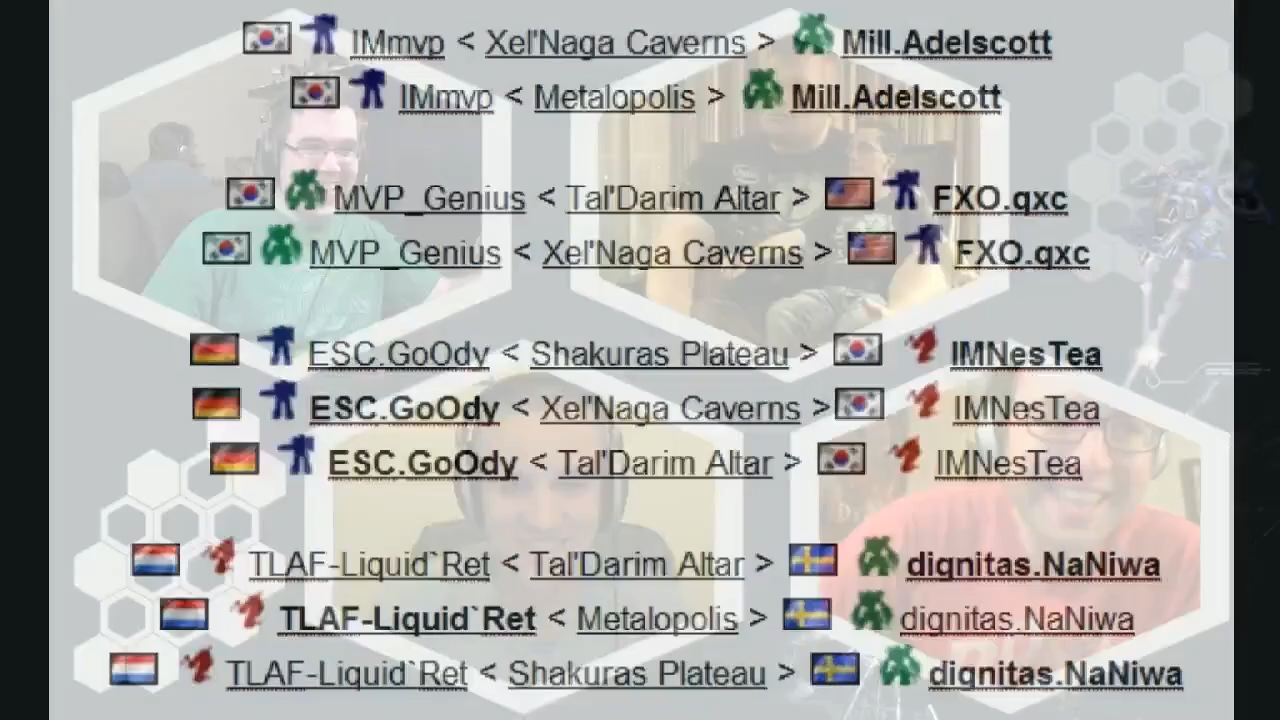 IMmvp < Xel'Naga Caverns > Mill.Adelscott
IMmvp < Metalopolis > Mill.Adelscott
MVP_Genius < Tal'Darim Altar > FXO.qxc
MVP_Genius < Xel'Naga Caverns > FXO.qxc
ESC.GoOdy < Shakuras Plateau > IMNesTea
ESC.GoOdy < Xel'Naga Caverns > IMNesTea
ESC.GoOdy < Tal'Darim Altar > IMNesTea
TLAF-Liquid`Ret < Tal'Darim Altar > dignitas.NaNiwa
TLAF-Liquid`Ret < Metalopolis > dignitas.NaNiwa
TLAF-Liquid`Ret < Shakuras Plateau > dignitas.NaNiwa